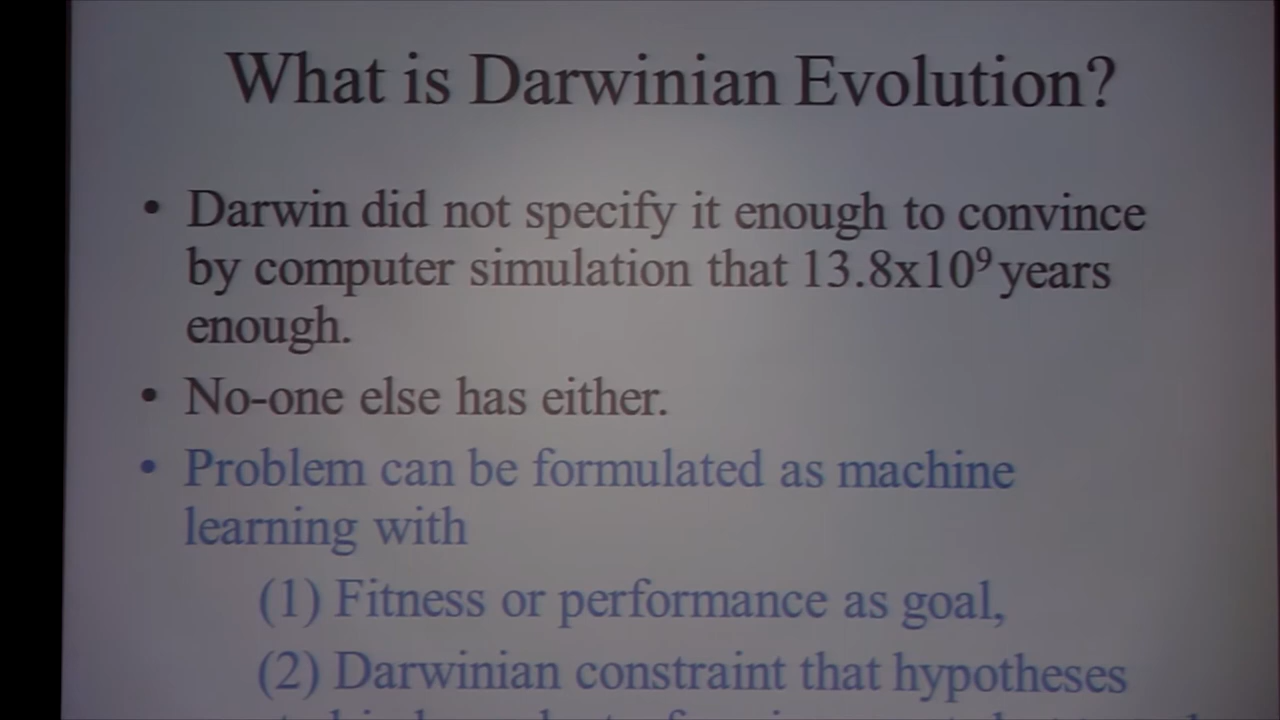 What is Darwinian Evolution?
• Darwin did not specify it enough to convince
by computer simulation that 13.8x10⁹ years
enough.
• No-one else has either.
• Problem can be formulated as machine
learning with
(1) Fitness or performance as goal,
(2) Darwinian constraint that hypotheses